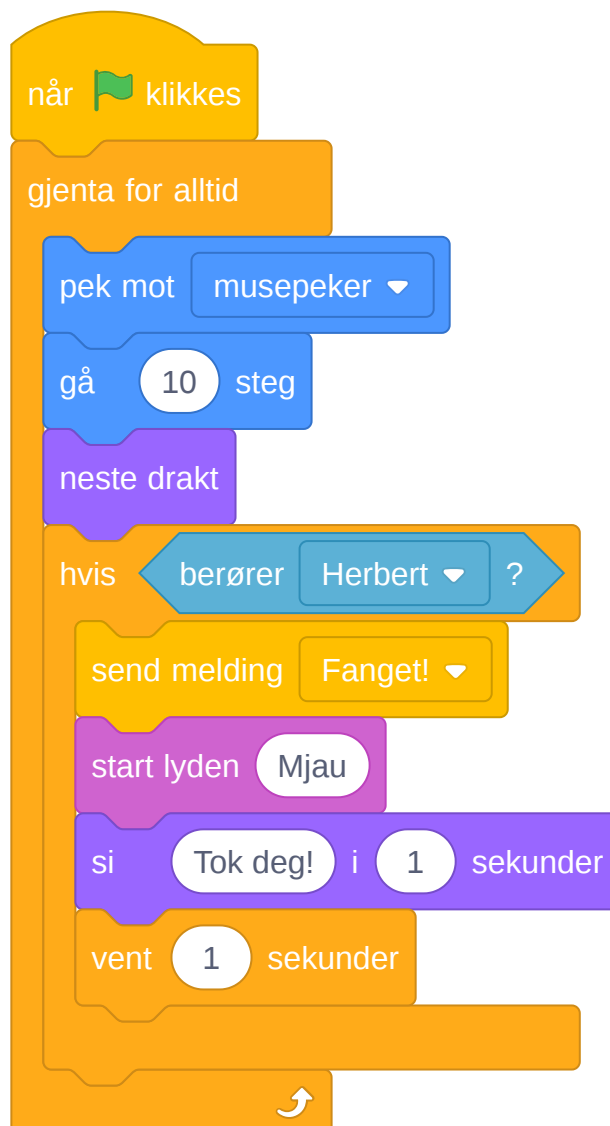 når klikkes
gjenta for alltid
pek mot musepeker
gå 10 steg
neste drakt
hvis berører Herbert ?
send melding Fanget!
start lyden Mjau
si Tok deg! i 1 sekunder
vent 1 sekunder